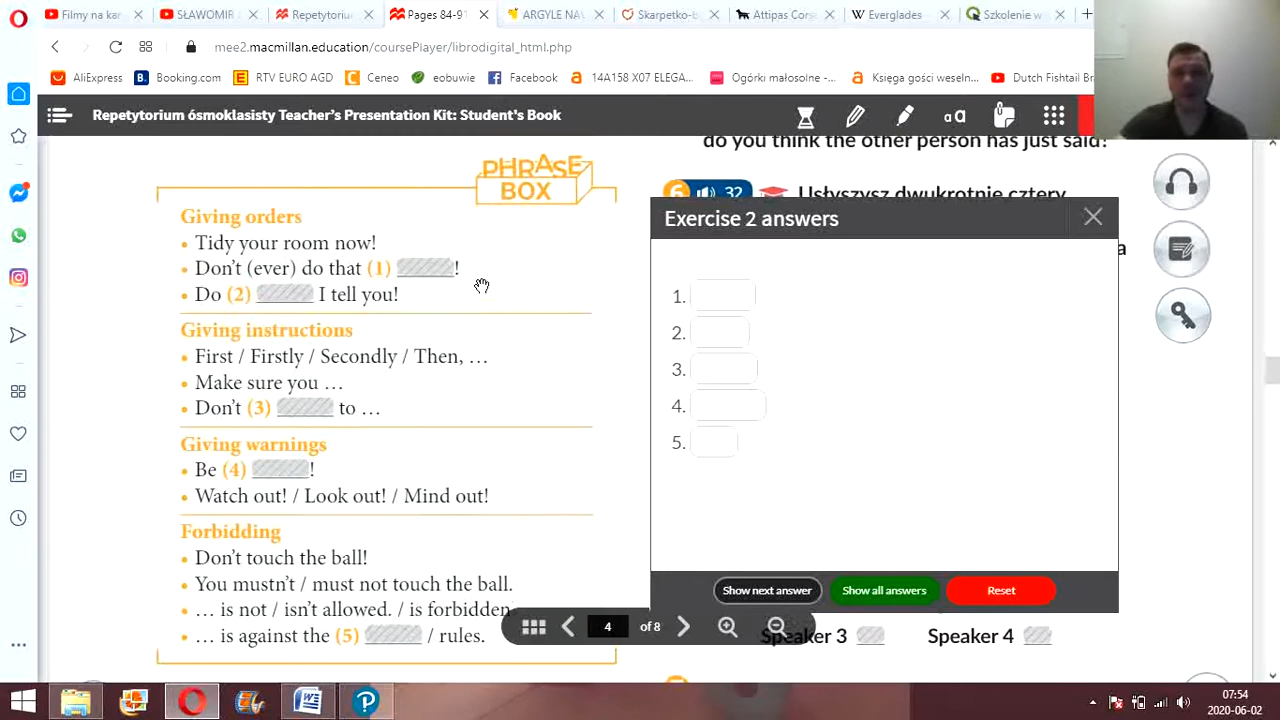 Filmy na kar
SŁAWOMIR
Repetytoriu
Pages 84-91
ARGYLE NAV
Skarpetko-b
Attipas Cors
Everglades -
Szkolenie w
mee2.macmillan.education/coursePlayer/librodigital_html.php
AliExpress
Booking.com
RTV EURO AGD
Ceneo
eobuwie
Facebook
14A158 X07 ELEGA...
Ogórki małosolne -...
Księga gości weseln...
Dutch Fishtail Br
Repetytorium ósmoklasisty Teacher's Presentation Kit: Student's Book
aa
do you think the other person has just said?
PHRASE
BOX
6 32 Usłyszysz dwukrotnie cztery
Giving orders
• Tidy your room now!
• Don't (ever) do that (1) !
• Do (2) I tell you!
Giving instructions
• First / Firstly / Secondly / Then, …
• Make sure you …
• Don't (3) to …
Giving warnings
• Be (4) !
• Watch out! / Look out! / Mind out!
Forbidding
• Don't touch the ball!
• You mustn't / must not touch the ball.
• … is not / isn't allowed. / is forbidden
• … is against the (5) / rules.
Exercise 2 answers
a
1.
2.
3.
4.
5.
Show next answer
Show all answers
Reset
4 of 8
Speaker 3
Speaker 4
07:54
2020-06-02